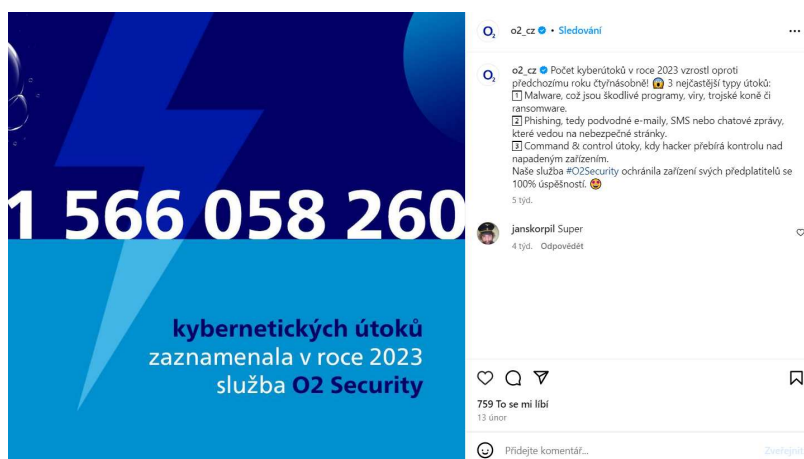 1 566 058 260
kybernetických útoků
zaznamenala v roce 2023
služba O2 Security
O2 o2_cz • Sledování
O2 o2_cz Počet kyberútoků v roce 2023 vzrostl oproti
předchozímu roku čtyřnásobně! 😱 3 nejčastější typy útoků:
1️⃣ Malware, což jsou škodlivé programy, viry, trojské koně či
ransomware.
2️⃣ Phishing, tedy podvodné e-maily, SMS nebo chatové zprávy,
které vedou na nebezpečné stránky.
3️⃣ Command & control útoky, kdy hacker přebírá kontrolu nad
napadeným zařízením.
Naše služba #O2Security ochránila zařízení svých předplatitelů se
100% úspěšností. 🤩
5 týd.
janskorpil Super
4 týd. Odpovědět
759 To se mi líbí
13 únor
Přidejte komentář... Zveřejnit